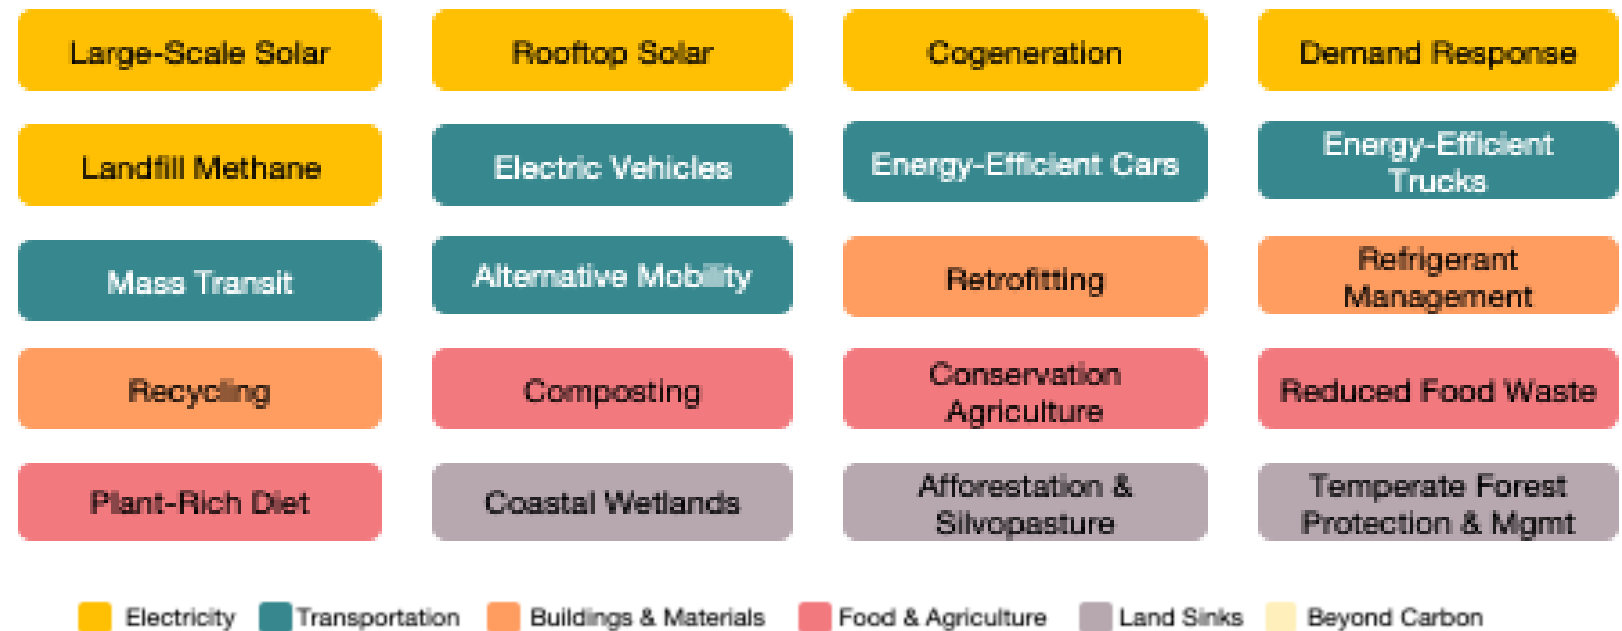 Large-Scale Solar
Rooftop Solar
Cogeneration
Demand Response
Landfill Methane
Electric Vehicles
Energy-Efficient Cars
Energy-Efficient
Trucks
Mass Transit
Alternative Mobility
Retrofitting
Refrigerant
Management
Recycling
Composting
Conservation
Agriculture
Reduced Food Waste
Plant-Rich Diet
Coastal Wetlands
Afforestation &
Silvopasture
Temperate Forest
Protection & Mgmt
Electricity
Transportation
Buildings & Materials
Food & Agriculture
Land Sinks
Beyond Carbon